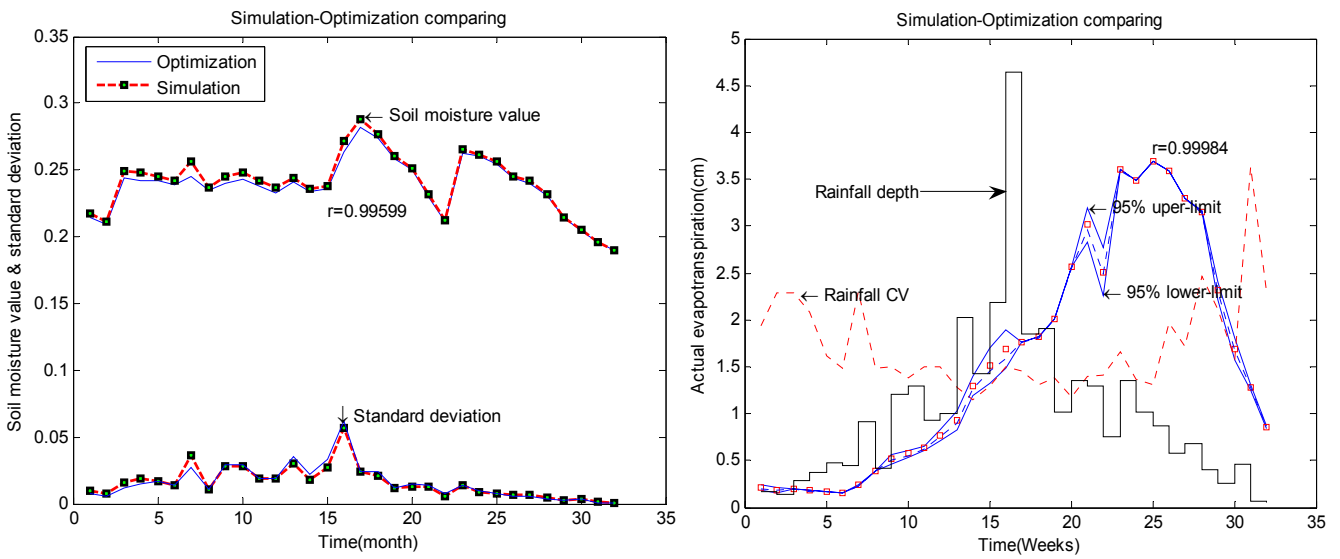 Simulation-Optimization comparing
Soil moisture value & standard deviation
0.35
0.3
0.25
0.2
0.15
0.1
0.05
0
Optimization
Simulation
← Soil moisture value
r=0.99599
↓ Standard deviation
0 5 10 15 20 25 30 35
Time(month)
Simulation-Optimization comparing
Actual evapotranspiration(cm)
5
4.5
4
3.5
3
2.5
2
1.5
1
0.5
0
r=0.99984
Rainfall depth
← 95% uper-limit
← Rainfall CV
← 95% lower-limit
0 5 10 15 20 25 30 35
Time(Weeks)